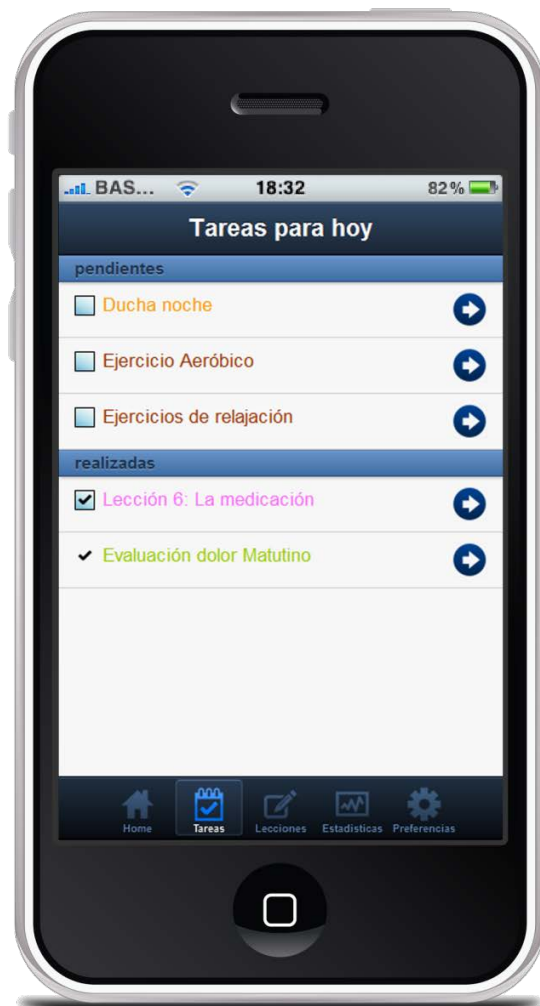 BAS... 18:32 82%
Tareas para hoy
pendientes
Ducha noche
Ejercicio Aeróbico
Ejercicios de relajación
realizadas
Lección 6: La medicación
Evaluación dolor Matutino
Home Tareas Lecciones Estadisticas Preferencias